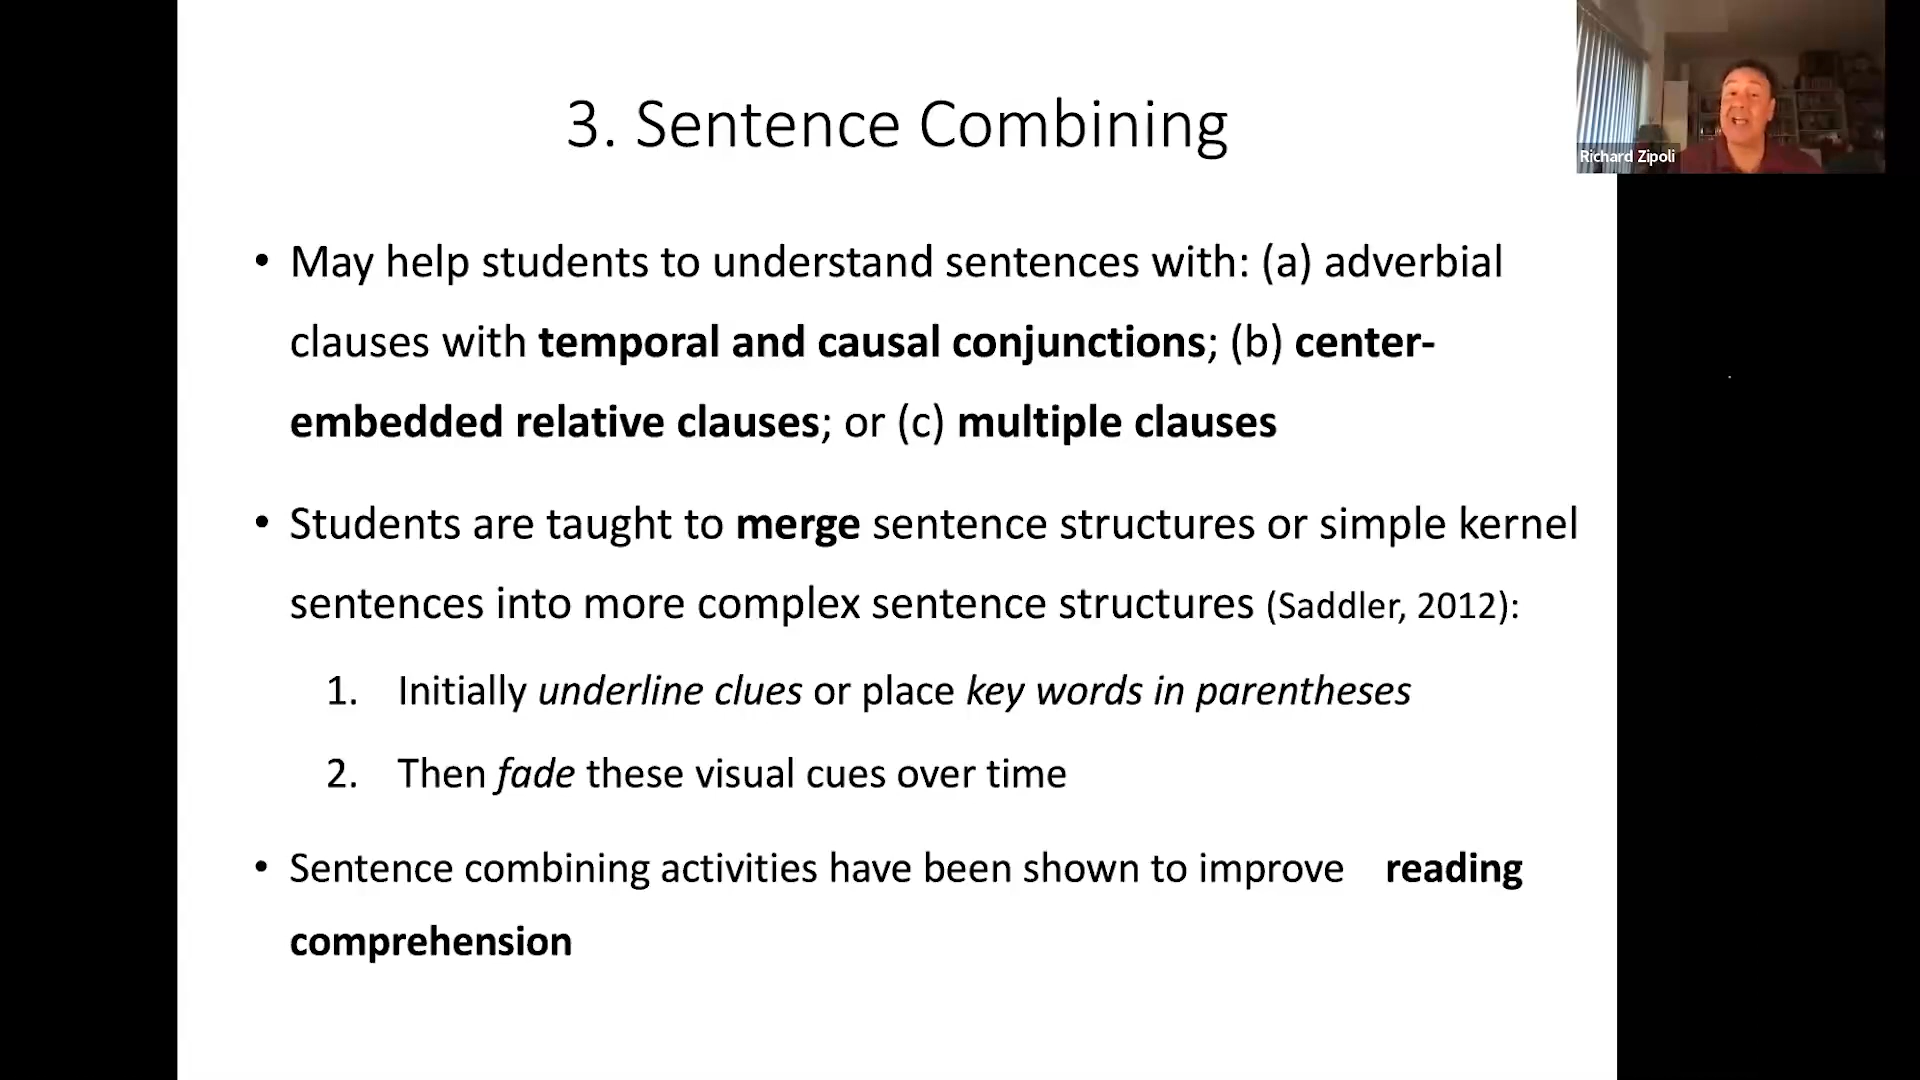 3. Sentence Combining
Richard Zipoli
• May help students to understand sentences with: (a) adverbial
clauses with temporal and causal conjunctions; (b) center-
embedded relative clauses; or (c) multiple clauses
• Students are taught to merge sentence structures or simple kernel
sentences into more complex sentence structures (Saddler, 2012):
1. Initially underline clues or place key words in parentheses
2. Then fade these visual cues over time
• Sentence combining activities have been shown to improve reading
comprehension